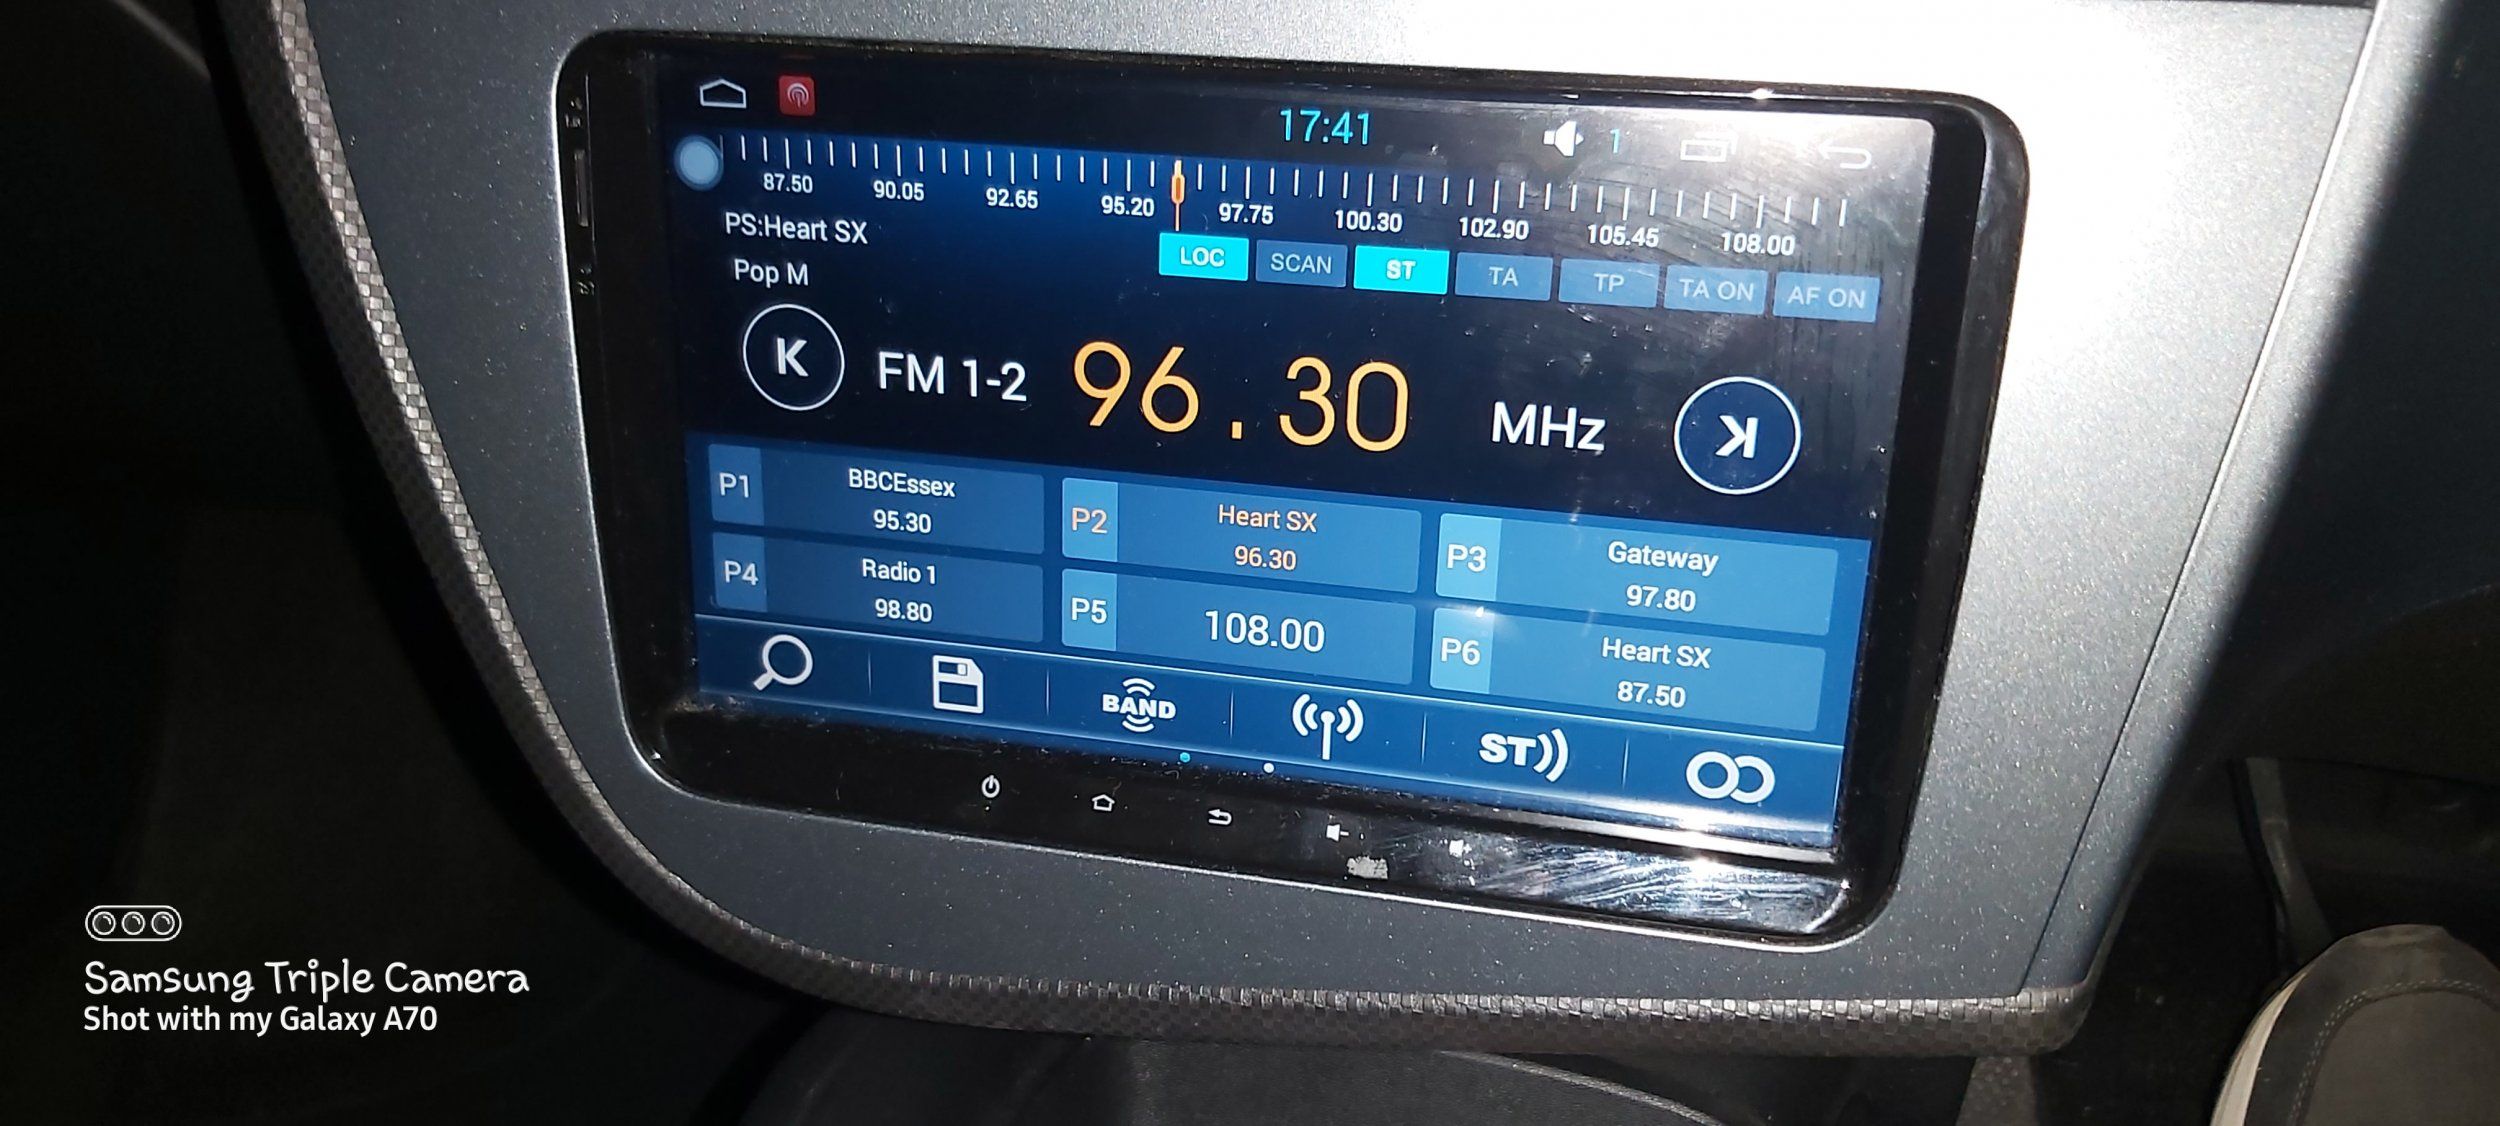 17:41
1
87.50 90.05 92.65 95.20 97.75 100.30 102.90 105.45 108.00
PS:Heart SX
LOC SCAN ST TA TP TA ON AF ON
Pop M
FM 1-2 96.30 MHz
P1 BBCEssex
95.30
P2 Heart SX
96.30
P3 Gateway
97.80
P4 Radio 1
98.80
P5 108.00
P6 Heart SX
87.50
BAND
ST
Samsung Triple Camera
Shot with my Galaxy A70